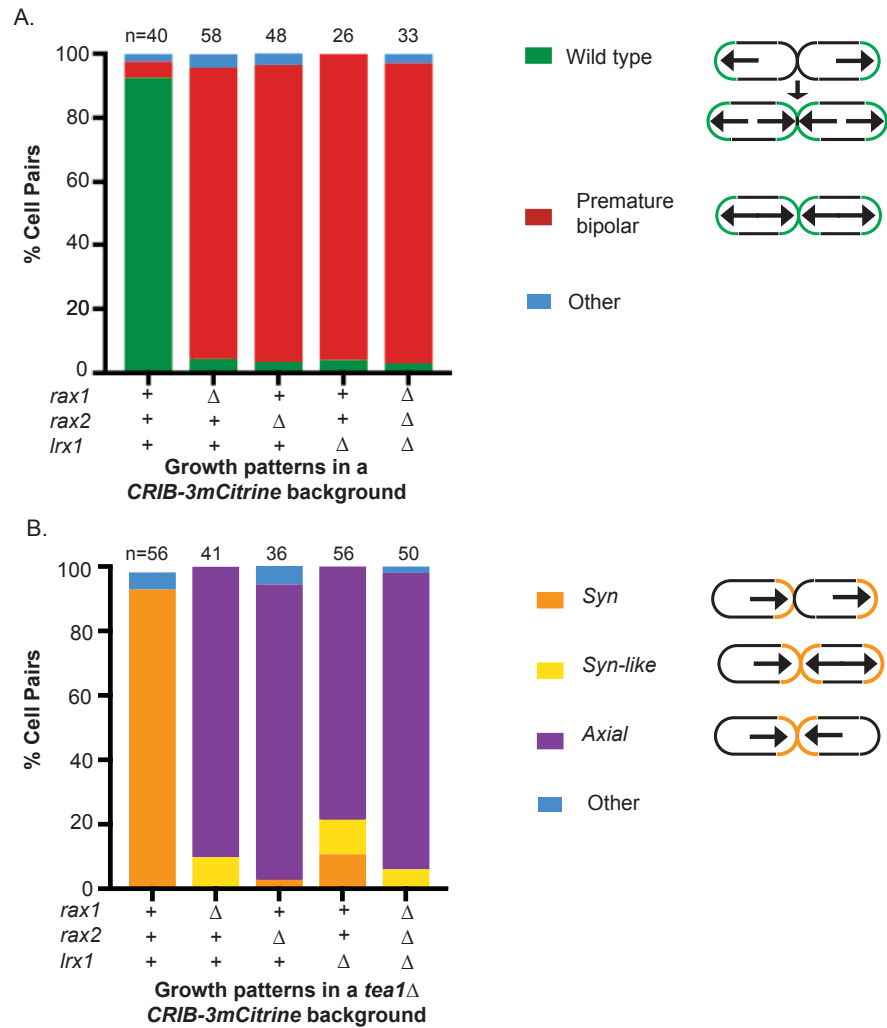 A.
n=40 58 48 26 33
100
80
60
40
20
0
% Cell Pairs
rax1 + Δ + + Δ
rax2 + + Δ + Δ
lrx1 + + + Δ Δ
Growth patterns in a
CRIB-3mCitrine background
Wild type
Premature
bipolar
Other
B.
n=56 41 36 56 50
100
80
60
40
20
0
% Cell Pairs
rax1 + Δ + + Δ
rax2 + + Δ + Δ
lrx1 + + + Δ Δ
Growth patterns in a tea1Δ
CRIB-3mCitrine background
Syn
Syn-like
Axial
Other